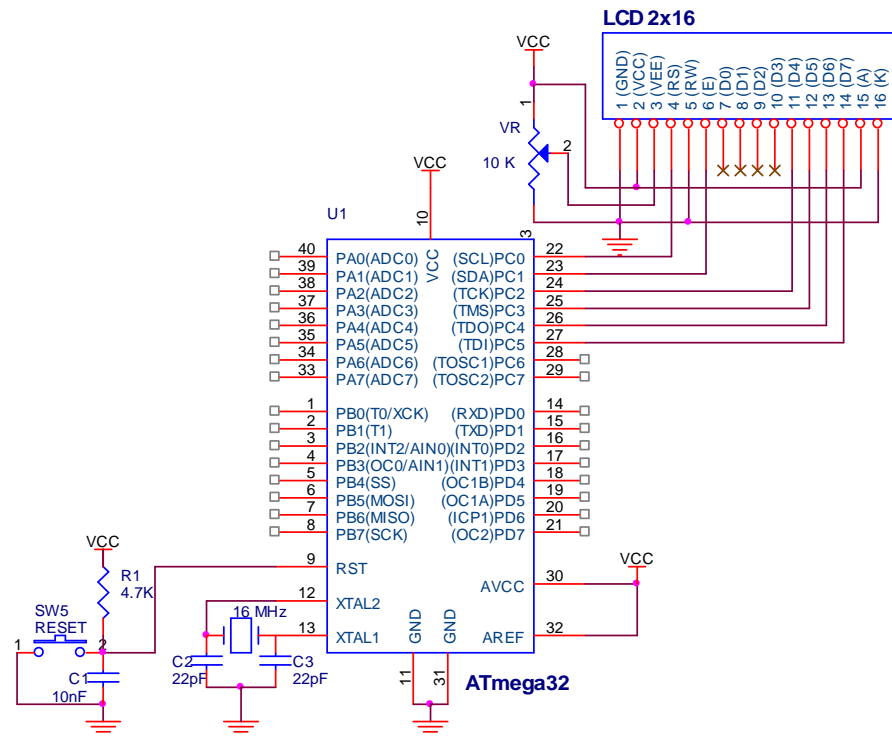 LCD 2x16
VCC
1 (GND)
2 (VCC)
3 (VEE)
4 (RS)
5 (RW)
6 (E)
7 (D0)
8 (D1)
9 (D2)
10 (D3)
11 (D4)
12 (D5)
13 (D6)
14 (D7)
15 (A)
16 (K)
1
VR
2
10 K
3
VCC
10
U1
VCC
40 PA0(ADC0) (SCL)PC0 22
39 PA1(ADC1) (SDA)PC1 23
38 PA2(ADC2) (TCK)PC2 24
37 PA3(ADC3) (TMS)PC3 25
36 PA4(ADC4) (TDO)PC4 26
35 PA5(ADC5) (TDI)PC5 27
34 PA6(ADC6) (TOSC1)PC6 28
33 PA7(ADC7) (TOSC2)PC7 29
1 PB0(T0/XCK) (RXD)PD0 14
2 PB1(T1) (TXD)PD1 15
3 PB2(INT2/AIN0) (INT0)PD2 16
4 PB3(OC0/AIN1) (INT1)PD3 17
5 PB4(SS) (OC1B)PD4 18
6 PB5(MOSI) (OC1A)PD5 19
7 PB6(MISO) (ICP1)PD6 20
8 PB7(SCK) (OC2)PD7 21
9 RST
12 XTAL2
13 XTAL1
AVCC 30
AREF 32
VCC
GND
GND
11
31
ATmega32
VCC
R1
4.7K
SW5
RESET
1
2
C1
10nF
16 MHz
C2
22pF
C3
22pF